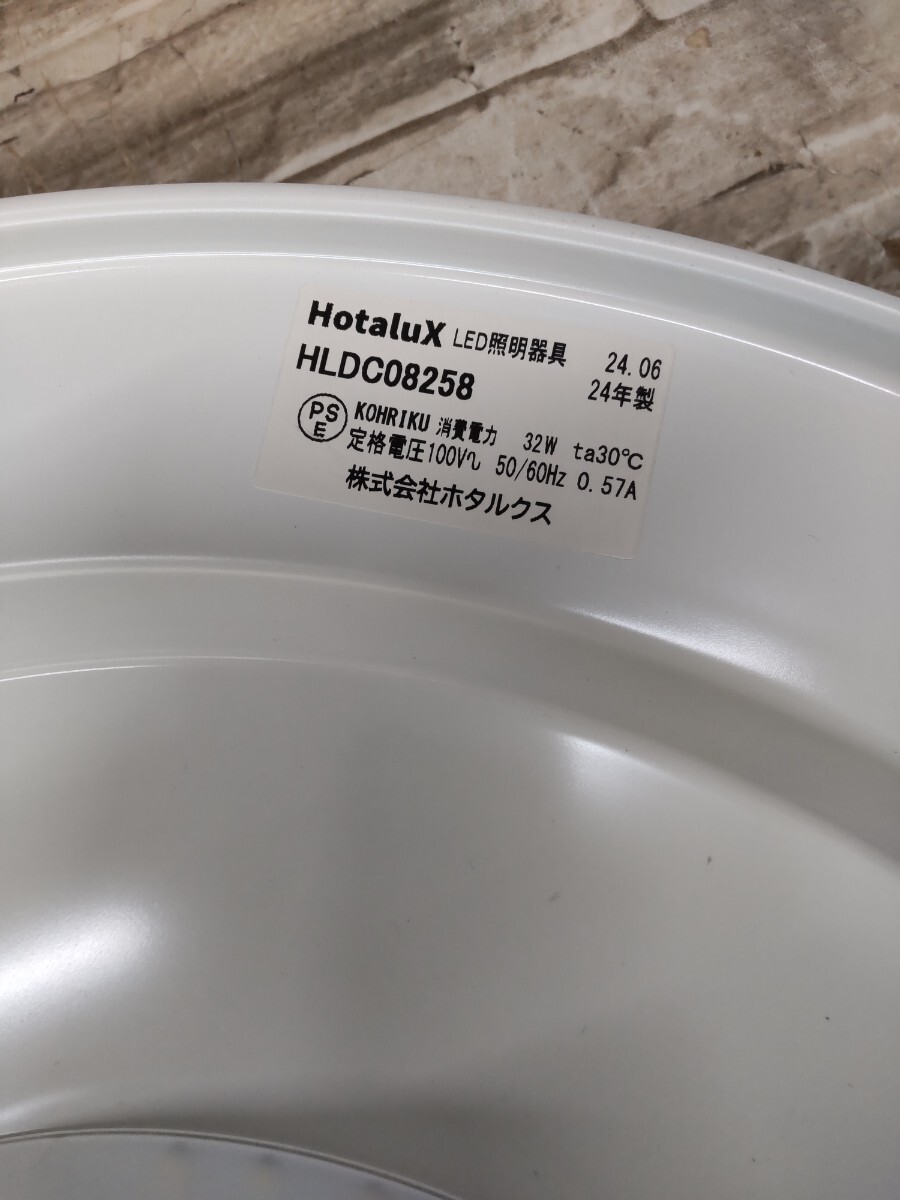 HotaluX LED照明器具 24.06
HLDC08258 24年製
PS E KOHRIKU 消費電力 32W ta30℃
定格電圧100V～ 50/60Hz 0.57A
株式会社ホタルクス